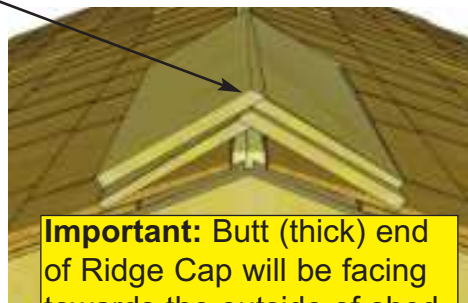 Important: Butt (thick) end
of Ridge Cap will be facing
towards the outside of shed